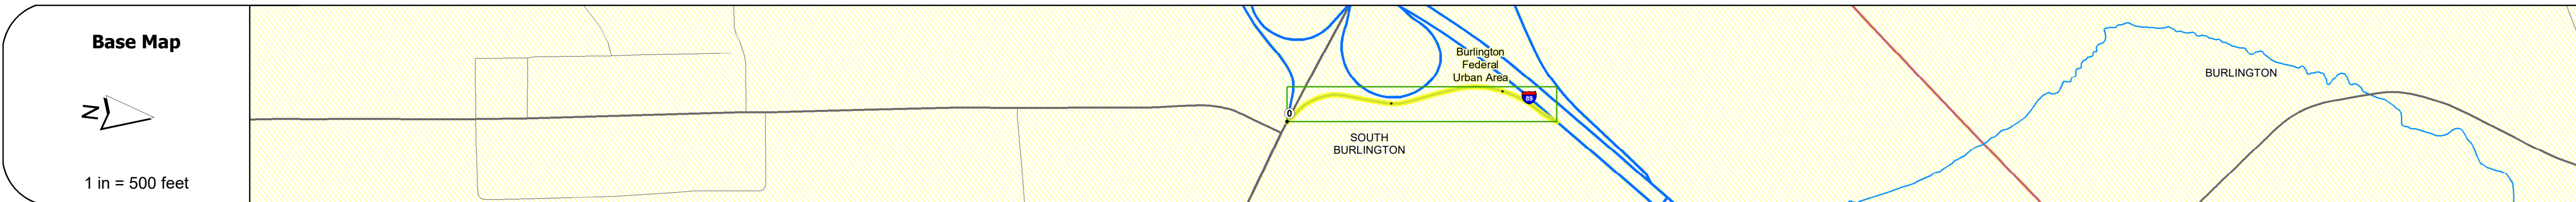 Base Map
N
1 in = 500 feet
0
Burlington
Federal
Urban Area
89
SOUTH
BURLINGTON
BURLINGTON